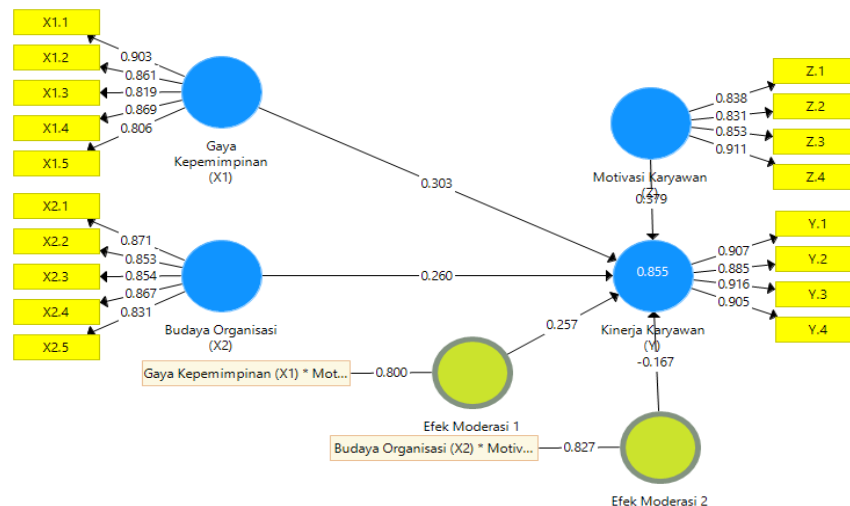 X1.1
X1.2
X1.3
X1.4
X1.5
0.903
0.861
0.819
0.869
0.806
Gaya
Kepemimpinan
(X1)
X2.1
X2.2
X2.3
X2.4
X2.5
0.871
0.853
0.854
0.867
0.831
Budaya Organisasi
(X2)
0.303
0.260
Z.1
Z.2
Z.3
Z.4
0.838
0.831
0.853
0.911
Motivasi Karyawan
(Z)
0.379
Y.1
Y.2
Y.3
Y.4
0.907
0.885
0.916
0.905
0.855
Kinerja Karyawan
(Y)
-0.167
0.257
Gaya Kepemimpinan (X1) * Mot...
0.800
Efek Moderasi 1
Budaya Organisasi (X2) * Motiv...
0.827
Efek Moderasi 2